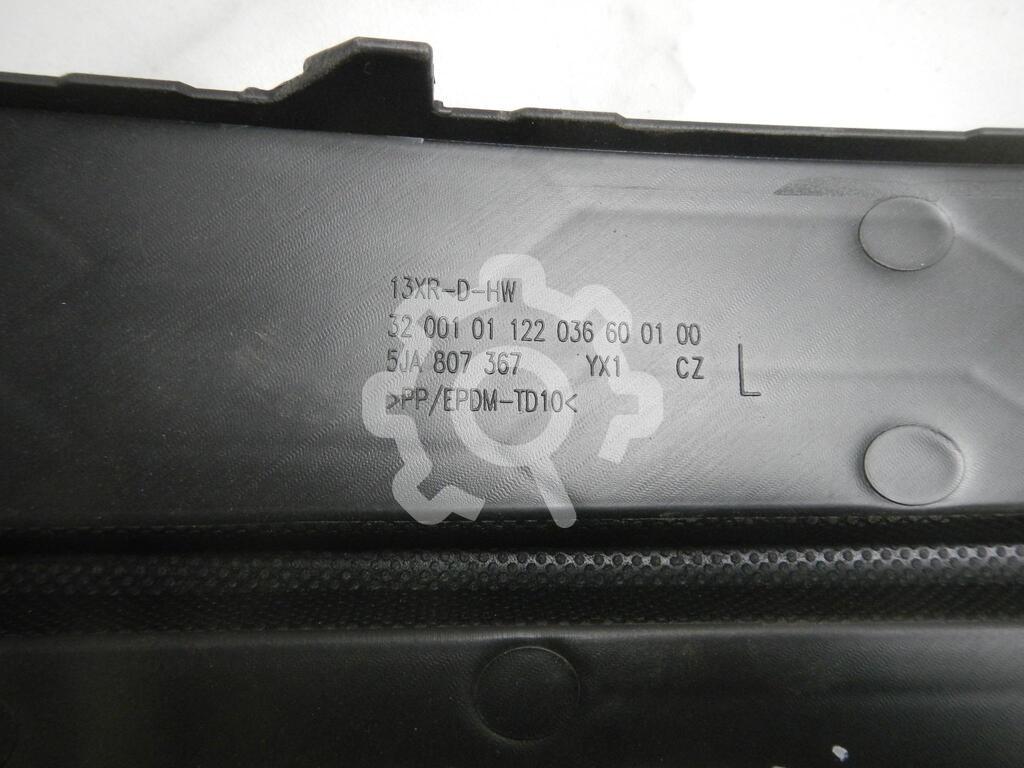 13XR-D-HW
32 001 01 122 036 60 01 00
5JA 807 367 YX1 CZ L
>PP/EPDM-TD10<